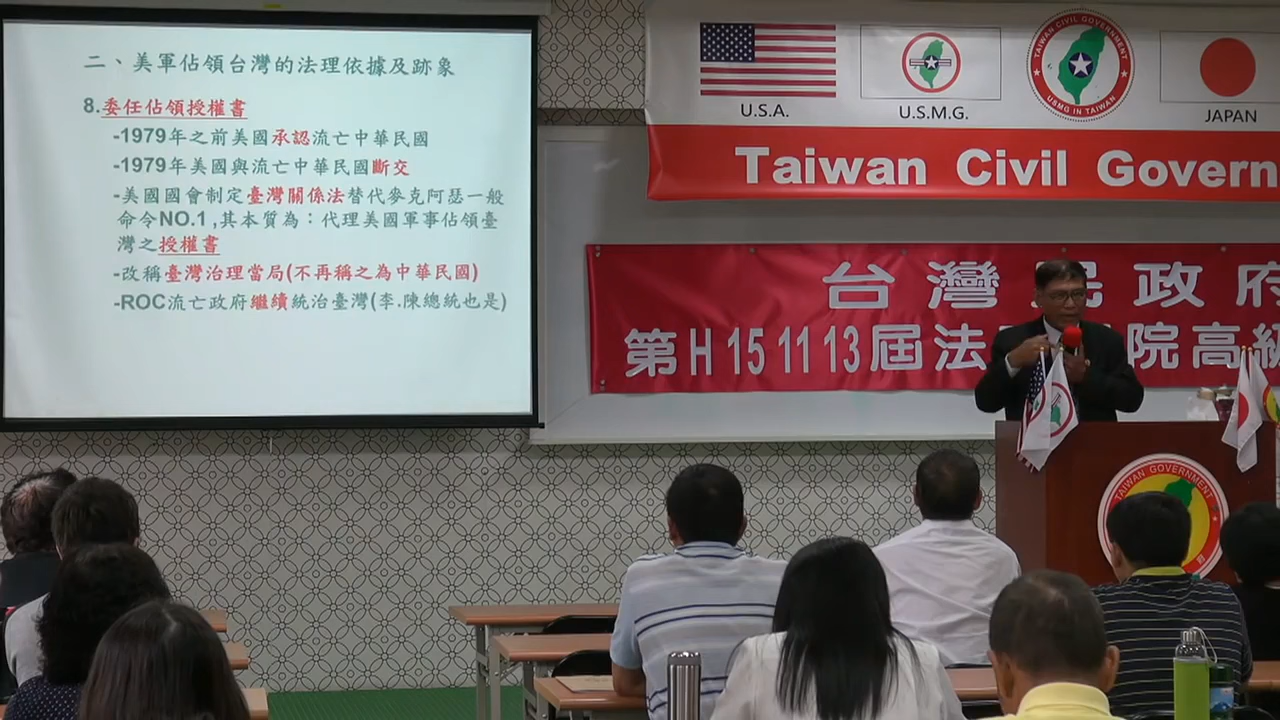 二、美軍佔領台灣的法理依據及跡象
8.委任佔領授權書
-1979年之前美國承認流亡中華民國
-1979年美國與流亡中華民國斷交
-美國國會制定臺灣關係法替代麥克阿瑟一般
命令NO.1,其本質為：代理美國軍事佔領臺
灣之授權書
-改稱臺灣治理當局(不再稱之為中華民國)
-ROC流亡政府繼續統治臺灣(李.陳總統也是)
U.S.A.
U.S.M.G.
TAIWAN CIVIL GOVERNMENT
USMG IN TAIWAN
JAPAN
Taiwan Civil Govern
台灣民政府
第H151113屆法 院高級
TAIWAN GOVERNMENT